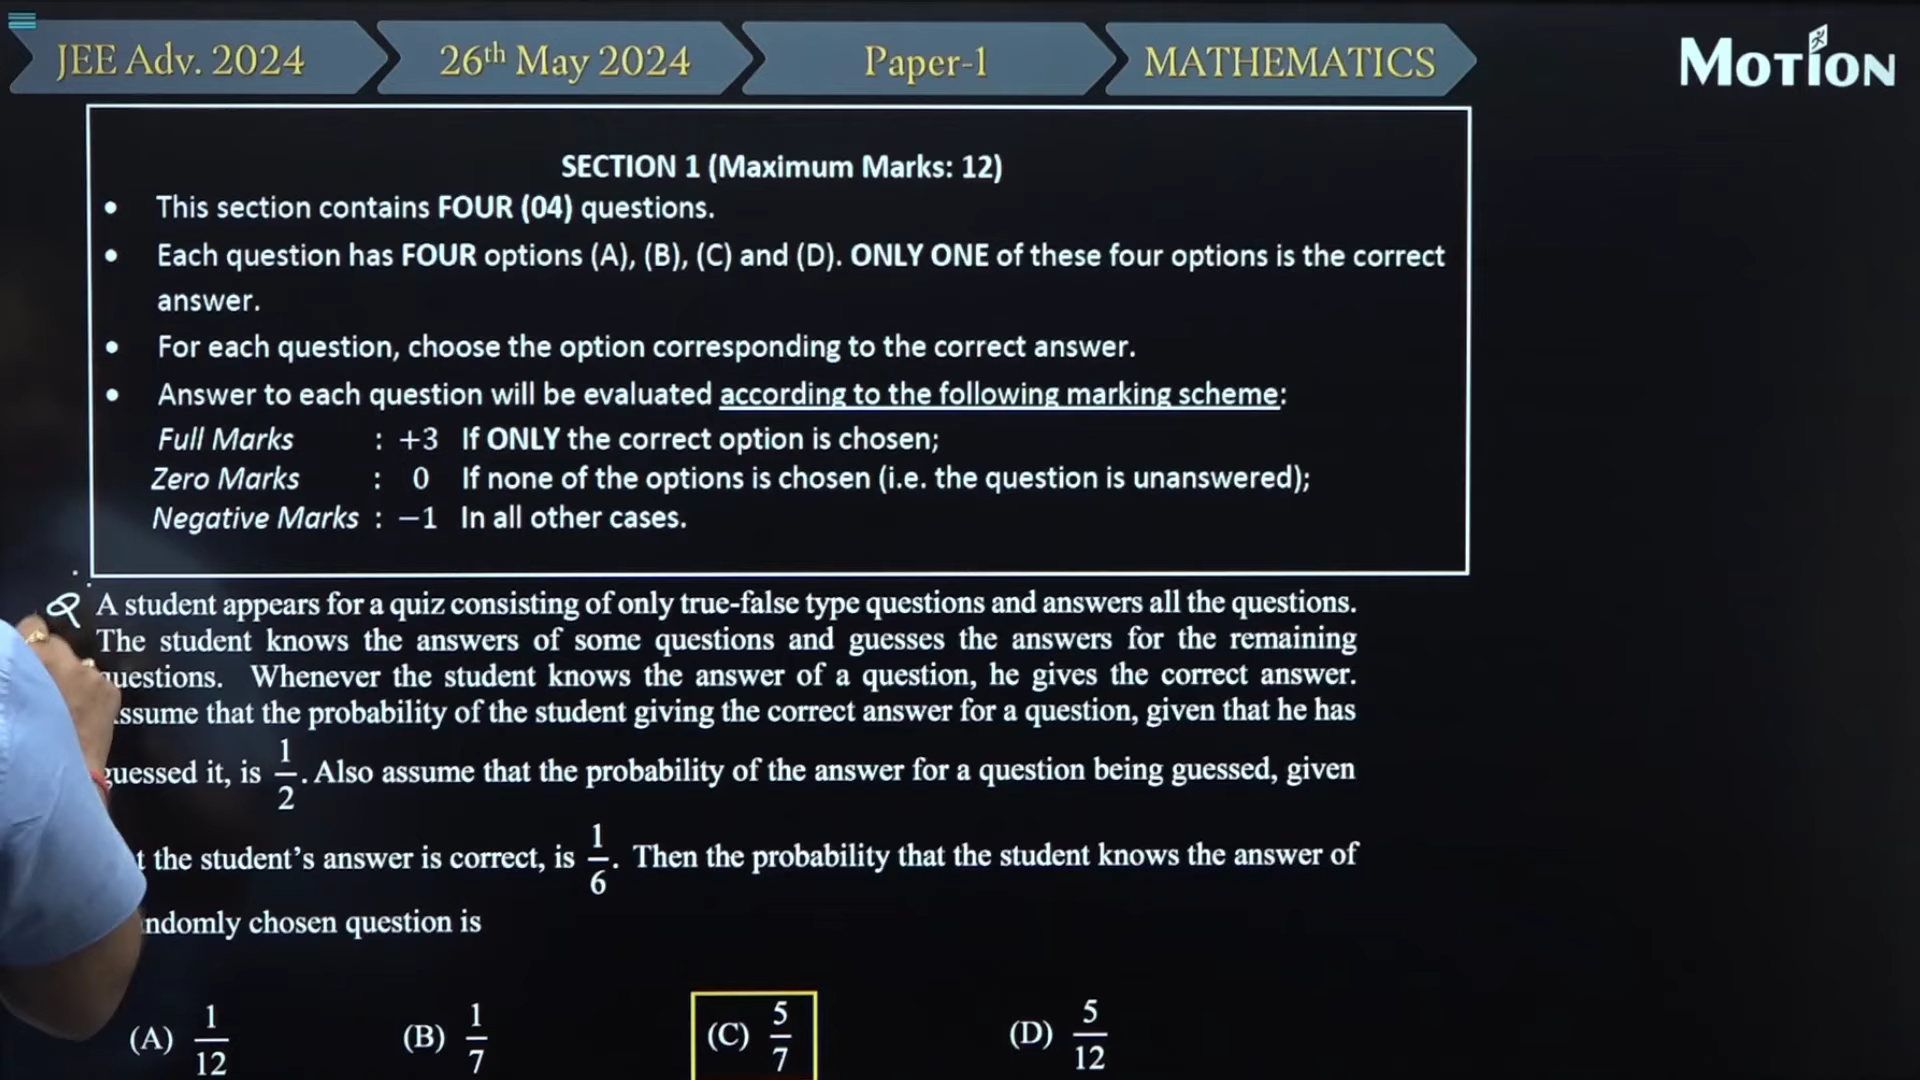 JEE Adv. 2024
26th May 2024
Paper-1
MATHEMATICS
MOTION
SECTION 1 (Maximum Marks: 12)
• This section contains FOUR (04) questions.
• Each question has FOUR options (A), (B), (C) and (D). ONLY ONE of these four options is the correct
answer.
• For each question, choose the option corresponding to the correct answer.
• Answer to each question will be evaluated according to the following marking scheme:
Full Marks : +3 If ONLY the correct option is chosen;
Zero Marks : 0 If none of the options is chosen (i.e. the question is unanswered);
Negative Marks : −1 In all other cases.
Q A student appears for a quiz consisting of only true-false type questions and answers all the questions.
The student knows the answers of some questions and guesses the answers for the remaining
uestions. Whenever the student knows the answer of a question, he gives the correct answer.
ssume that the probability of the student giving the correct answer for a question, given that he has
guessed it, is 1/2. Also assume that the probability of the answer for a question being guessed, given
t the student's answer is correct, is 1/6. Then the probability that the student knows the answer of
ndomly chosen question is
(A) 1/12 (B) 1/7 (C) 5/7 (D) 5/12